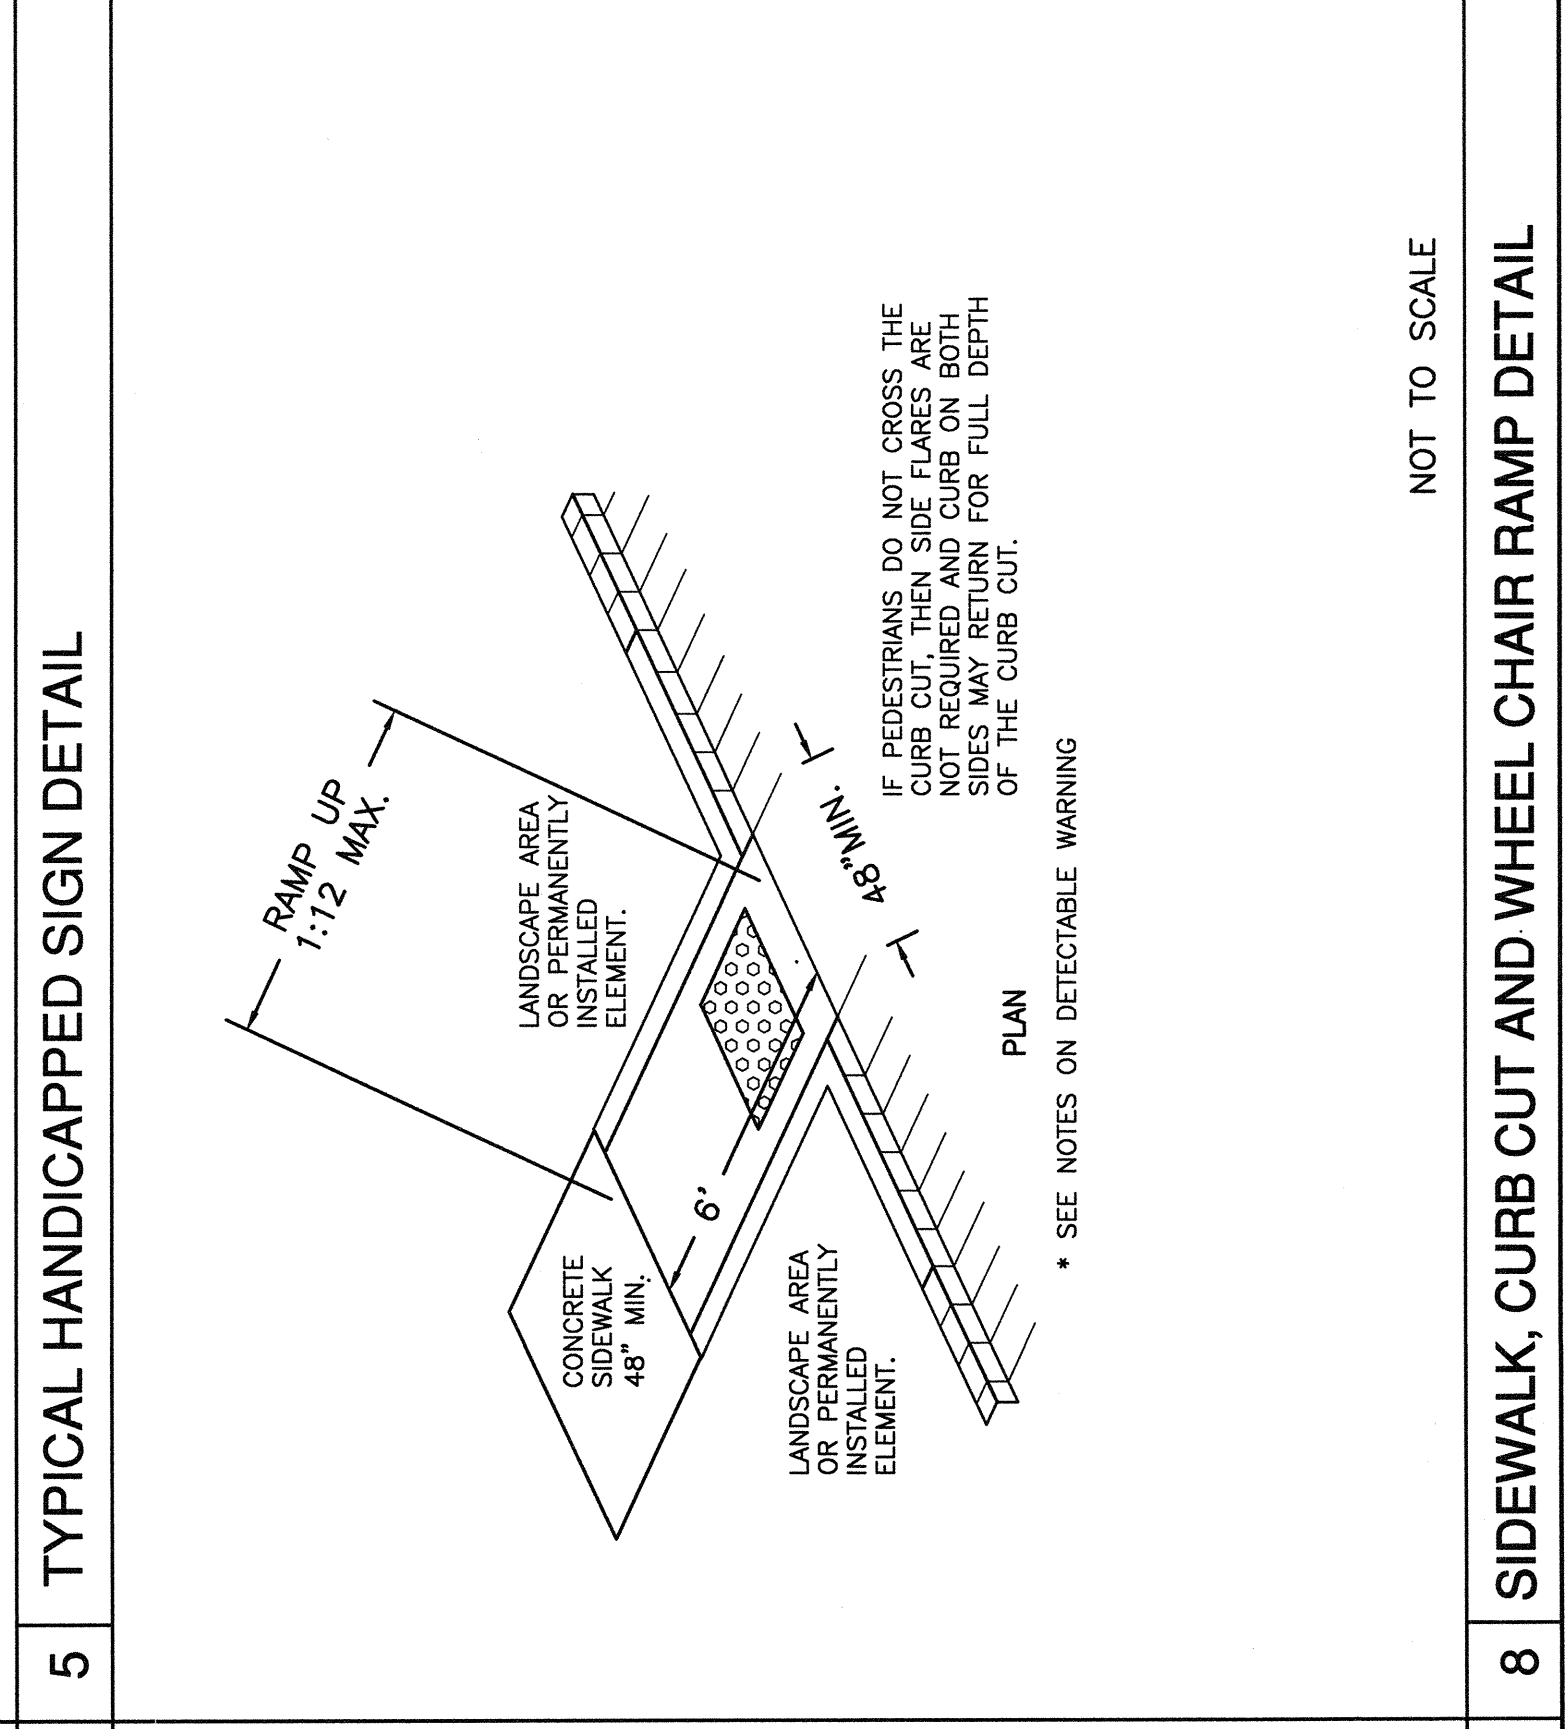 5 TYPICAL HANDICAPPED SIGN DETAIL
RAMP UP
1:12 MAX.
LANDSCAPE AREA
OR PERMANENTLY
INSTALLED
ELEMENT.
CONCRETE
SIDEWALK
48" MIN.
6'
48" MIN.
LANDSCAPE AREA
OR PERMANENTLY
INSTALLED
ELEMENT.
IF PEDESTRIANS DO NOT CROSS THE
CURB CUT, THEN SIDE FLARES ARE
NOT REQUIRED AND CURB ON BOTH
SIDES MAY RETURN FOR FULL DEPTH
OF THE CURB CUT.
PLAN
* SEE NOTES ON DETECTABLE WARNING
NOT TO SCALE
8 SIDEWALK, CURB CUT AND WHEEL CHAIR RAMP DETAIL